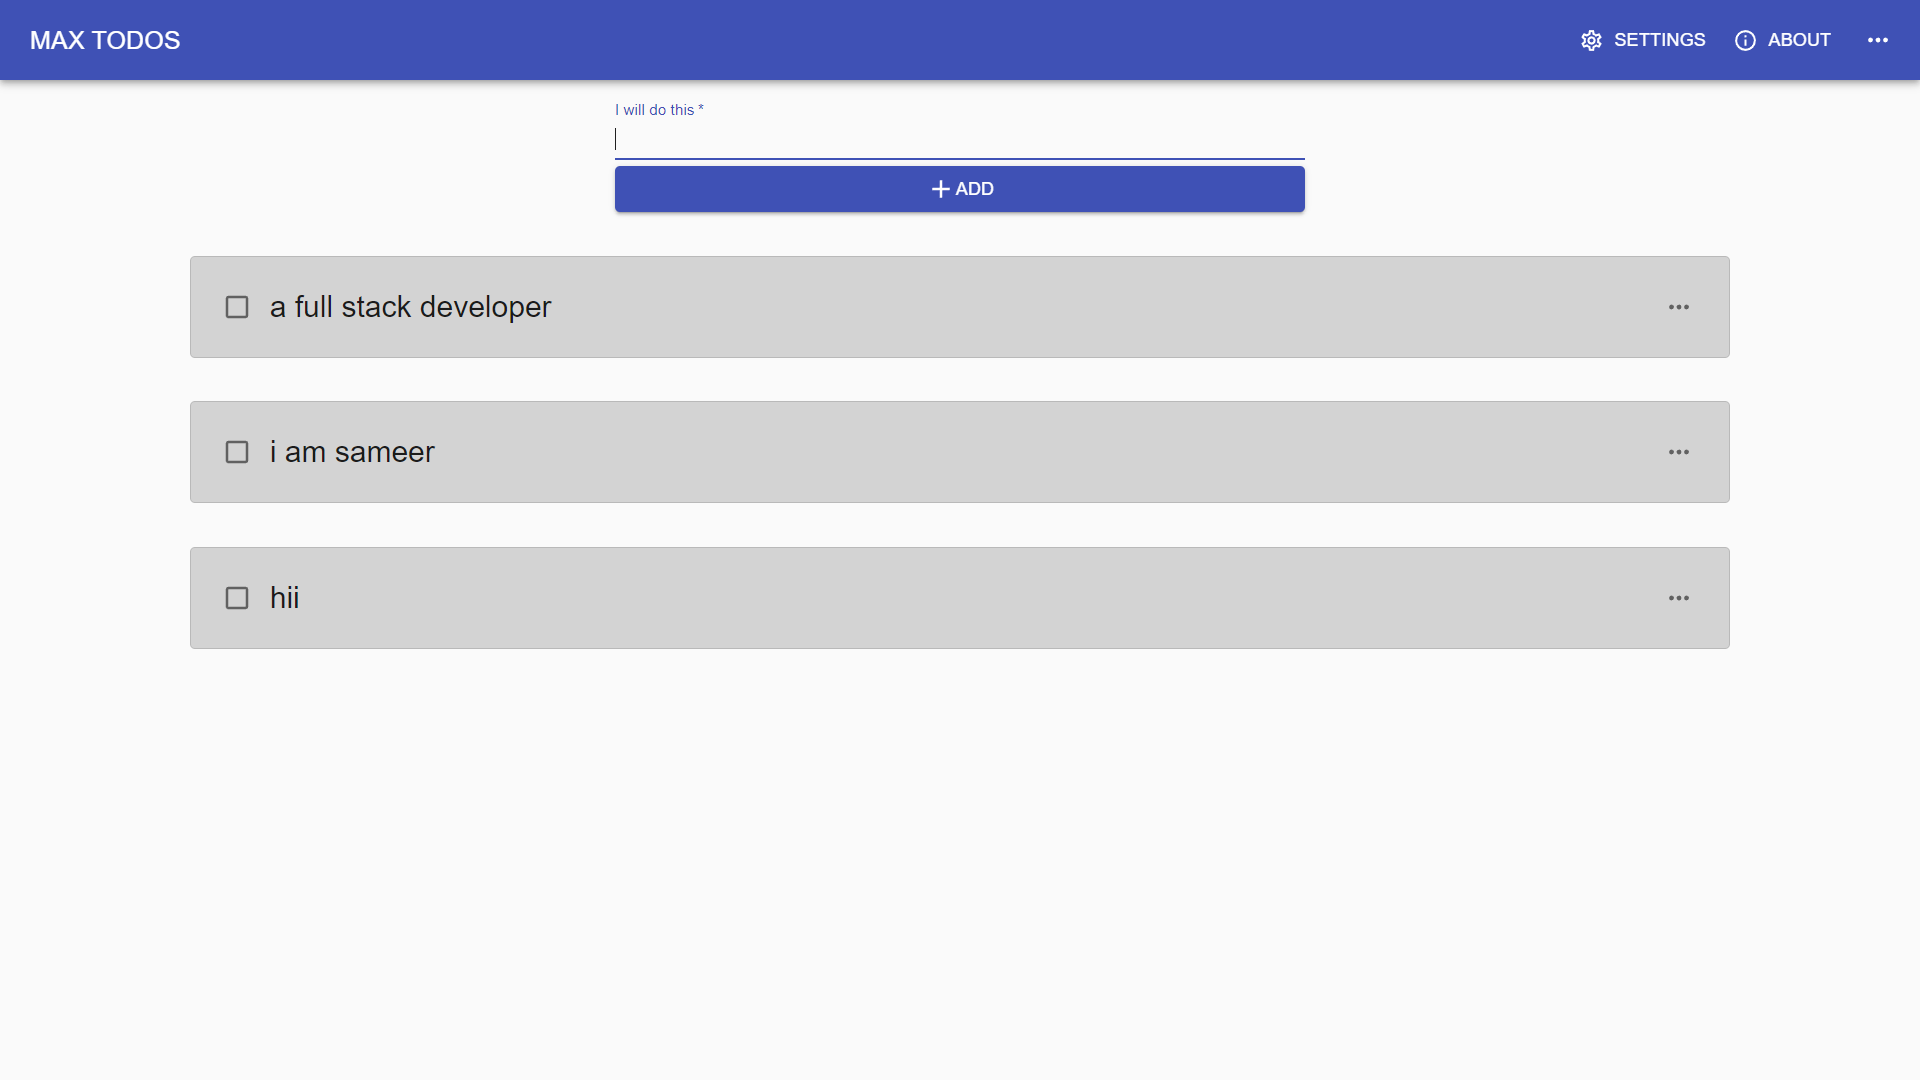 MAX TODOS
SETTINGS
ABOUT
I will do this *
ADD
a full stack developer
i am sameer
hii